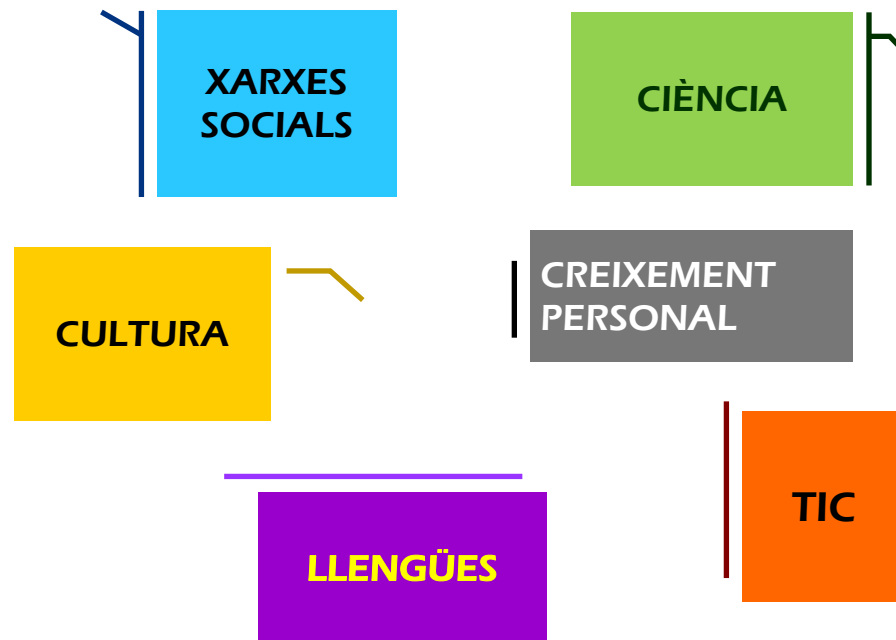 XARXES
SOCIALS
CIÈNCIA
CULTURA
CREIXEMENT
PERSONAL
TIC
LLENGÜES